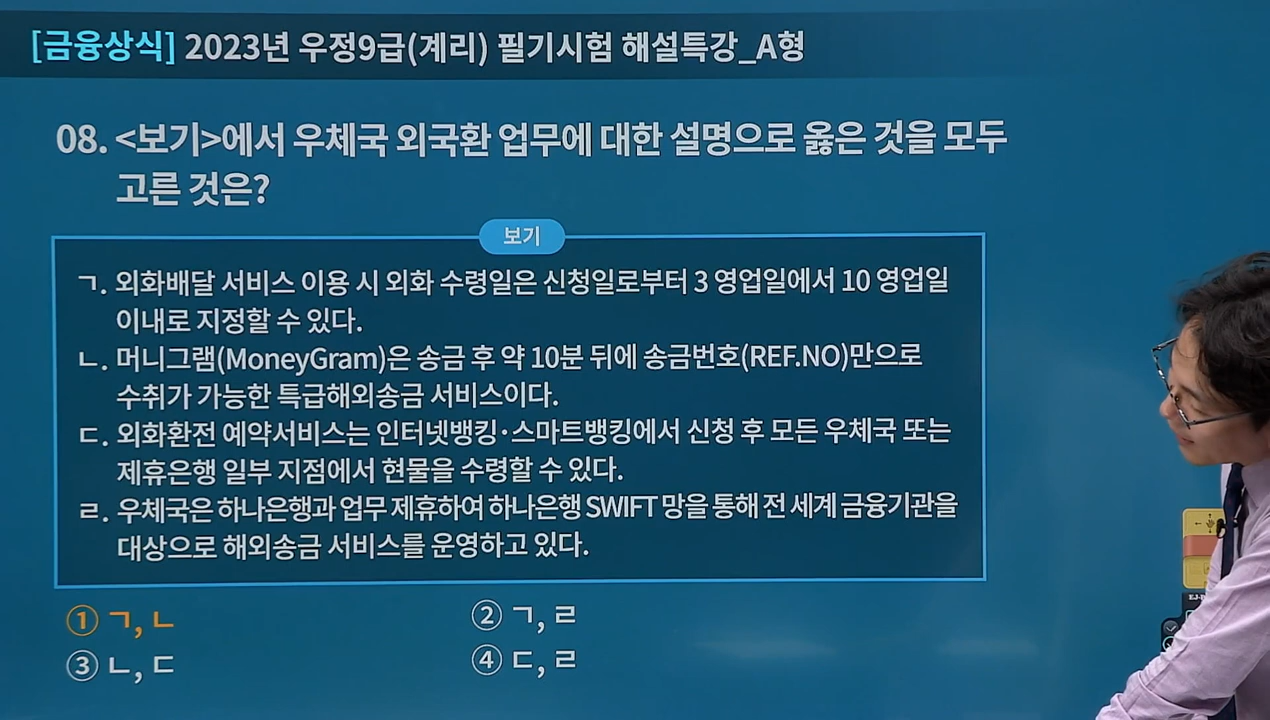 [금융상식] 2023년 우정9급(계리) 필기시험 해설특강_A형
08. <보기>에서 우체국 외국환 업무에 대한 설명으로 옳은 것을 모두
고른 것은?
보기
ㄱ. 외화배달 서비스 이용 시 외화 수령일은 신청일로부터 3 영업일에서 10 영업일
이내로 지정할 수 있다.
ㄴ. 머니그램(MoneyGram)은 송금 후 약 10분 뒤에 송금번호(REF.NO)만으로
수취가 가능한 특급해외송금 서비스이다.
ㄷ. 외화환전 예약서비스는 인터넷뱅킹·스마트뱅킹에서 신청 후 모든 우체국 또는
제휴은행 일부 지점에서 현물을 수령할 수 있다.
ㄹ. 우체국은 하나은행과 업무 제휴하여 하나은행 SWIFT 망을 통해 전 세계 금융기관을
대상으로 해외송금 서비스를 운영하고 있다.
① ㄱ, ㄴ ② ㄱ, ㄹ
③ ㄴ, ㄷ ④ ㄷ, ㄹ